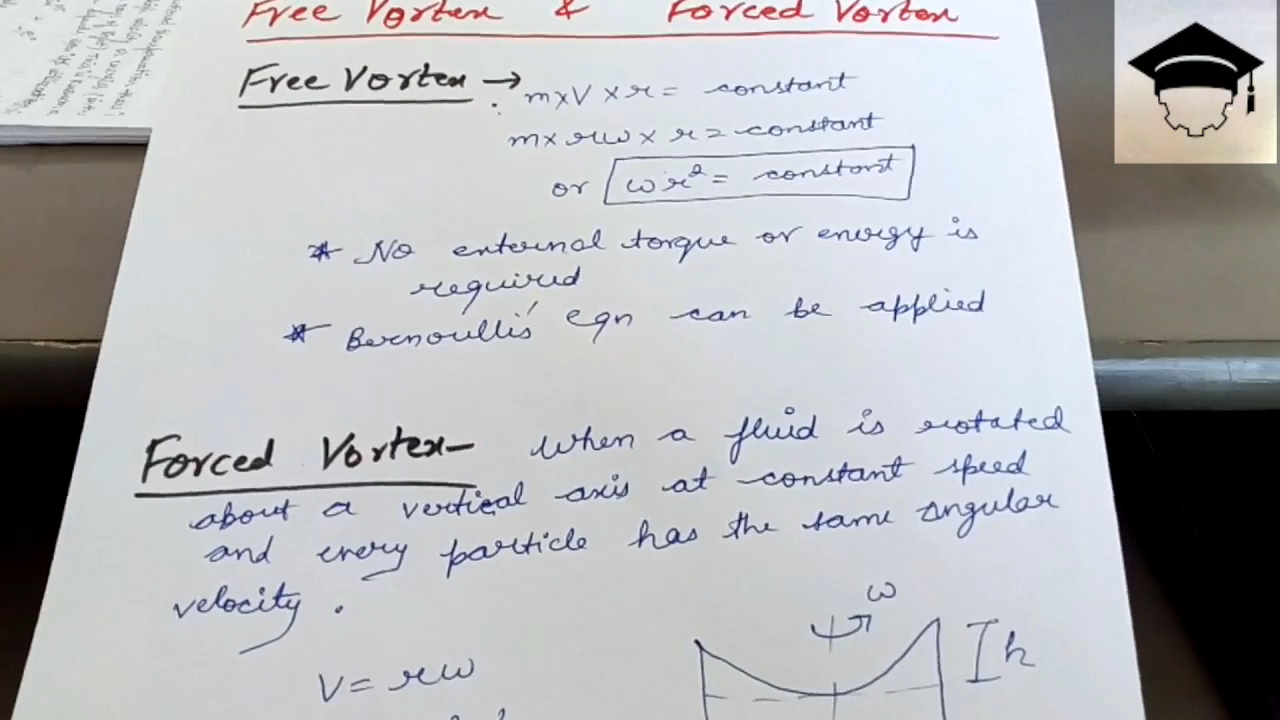 Free Vortex & Forced Vortex
Free Vortex → m×V×r = constant
m×rω×r = constant
or ωr² = constant
* No external torque or energy is
required
* Bernoulli's eqn can be applied
Forced Vortex- When a fluid is rotated
about a vertical axis at constant speed
and every particle has the same angular
velocity.
ω
h
V = rω